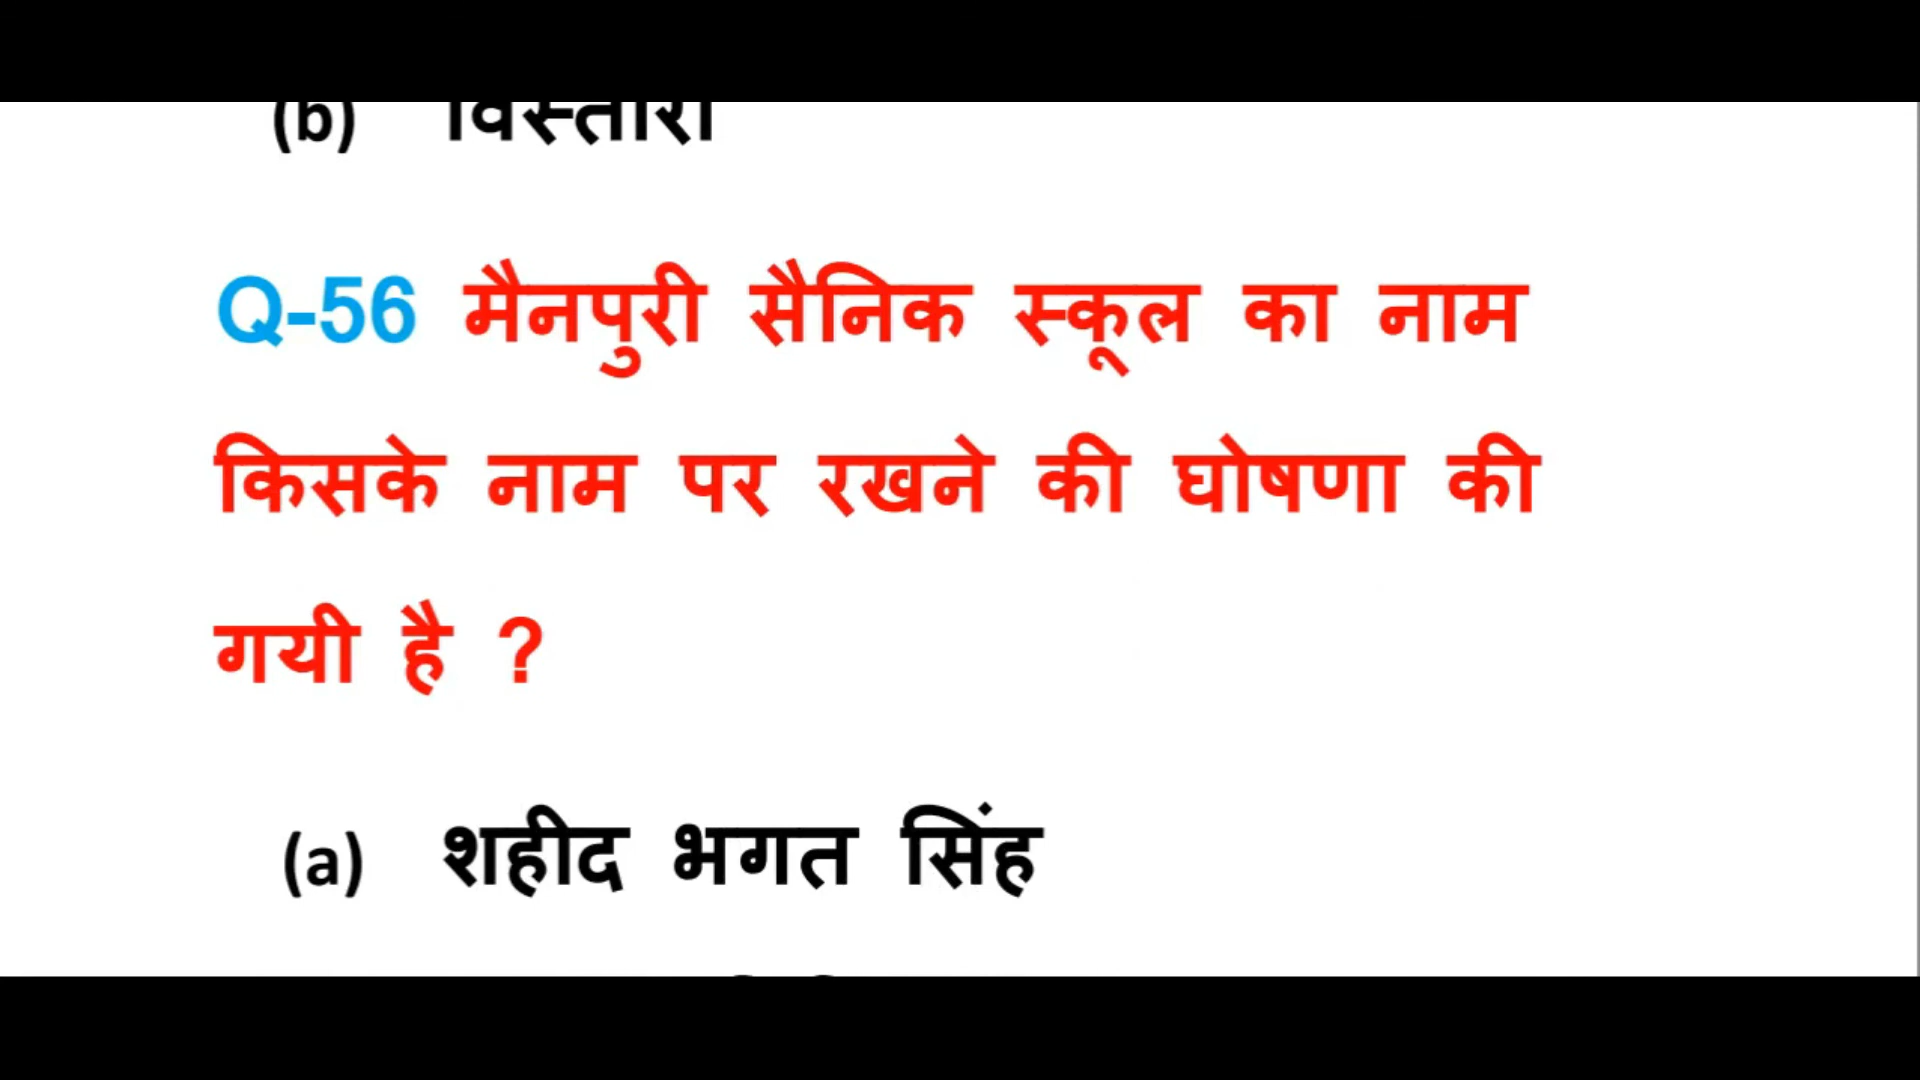 (b) विस्तारा
Q-56 मैनपुरी सैनिक स्कूल का नाम
किसके नाम पर रखने की घोषणा की
गयी है ?
(a) शहीद भगत सिंह